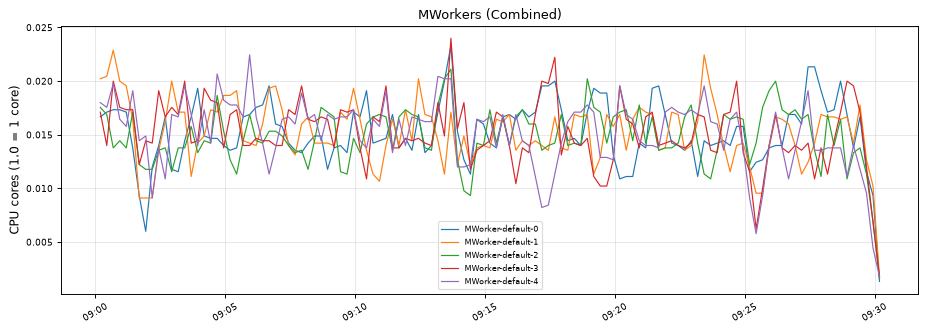 MWorkers (Combined)
CPU cores (1.0 = 1 core)
0.025
0.020
0.015
0.010
0.005
MWorker-default-0
MWorker-default-1
MWorker-default-2
MWorker-default-3
MWorker-default-4
09:00
09:05
09:10
09:15
09:20
09:25
09:30